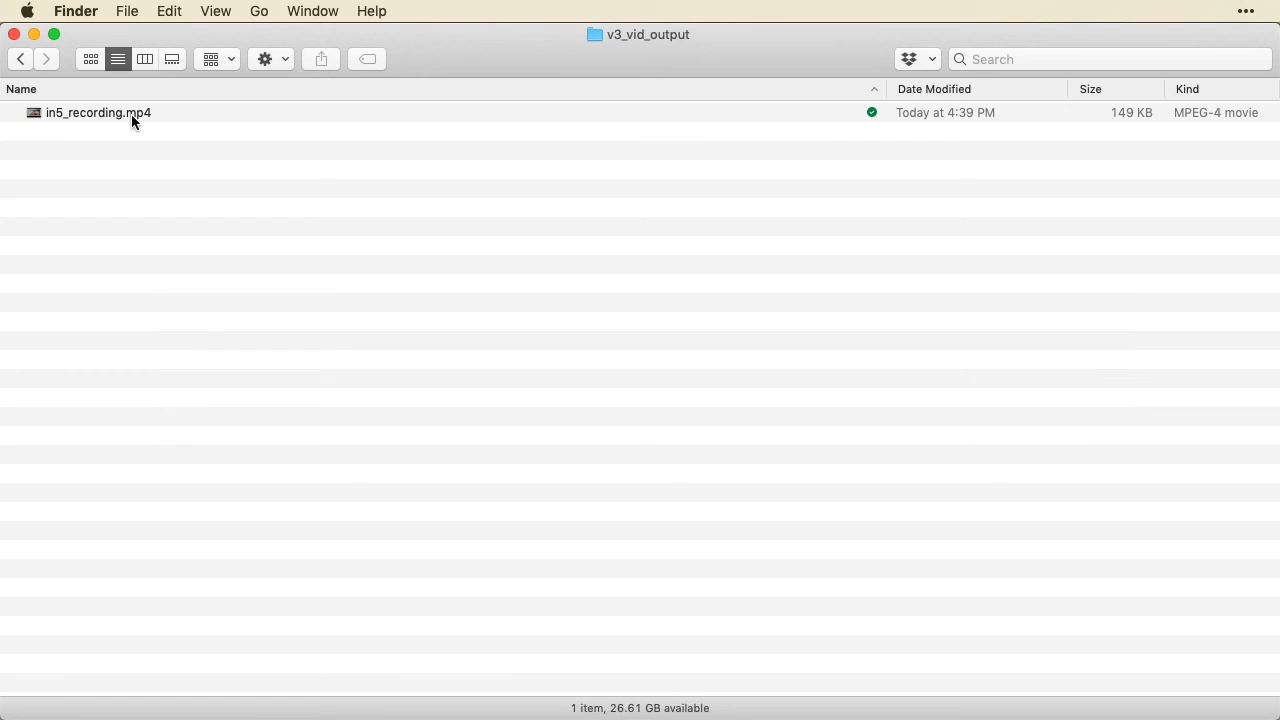 Finder File Edit View Go Window Help
v3_vid_output
Search
Name Date Modified Size Kind
in5_recording.mp4 Today at 4:39 PM 149 KB MPEG-4 movie
1 item, 26.61 GB available